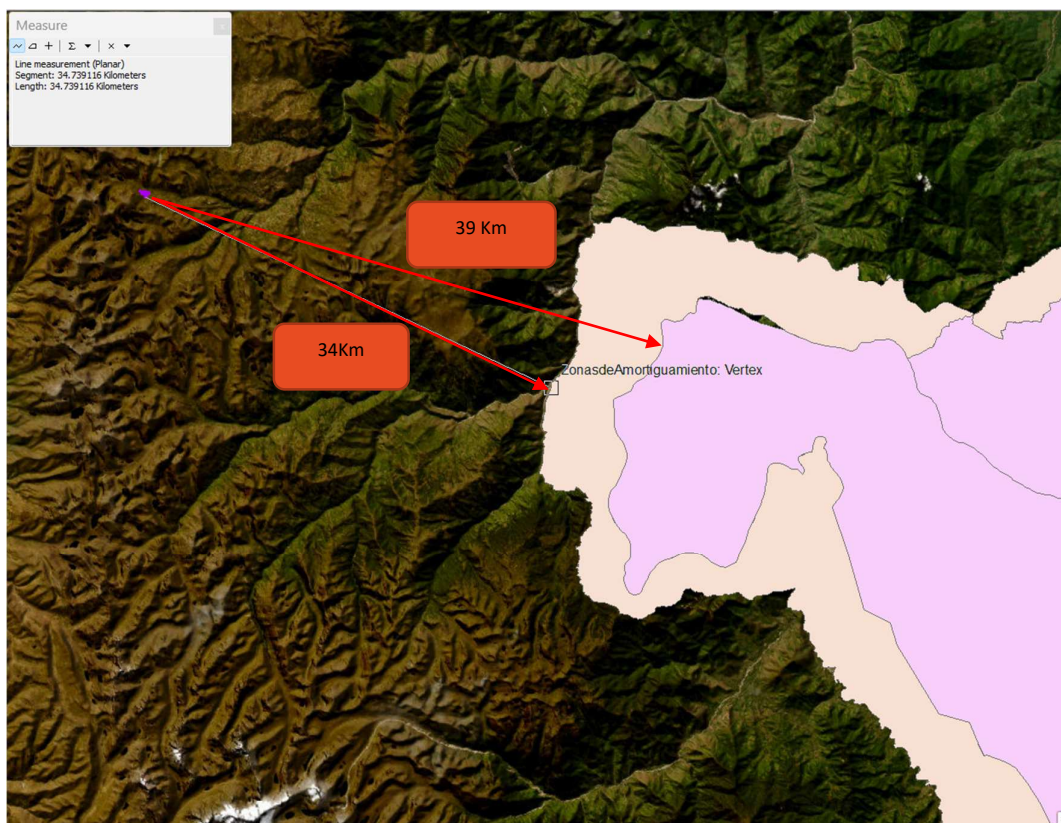 Measure
Line measurement (Planar)
Segment: 34.739116 Kilometers
Length: 34.739116 Kilometers
39 Km
34Km
ZonasdeAmortiguamiento: Vertex